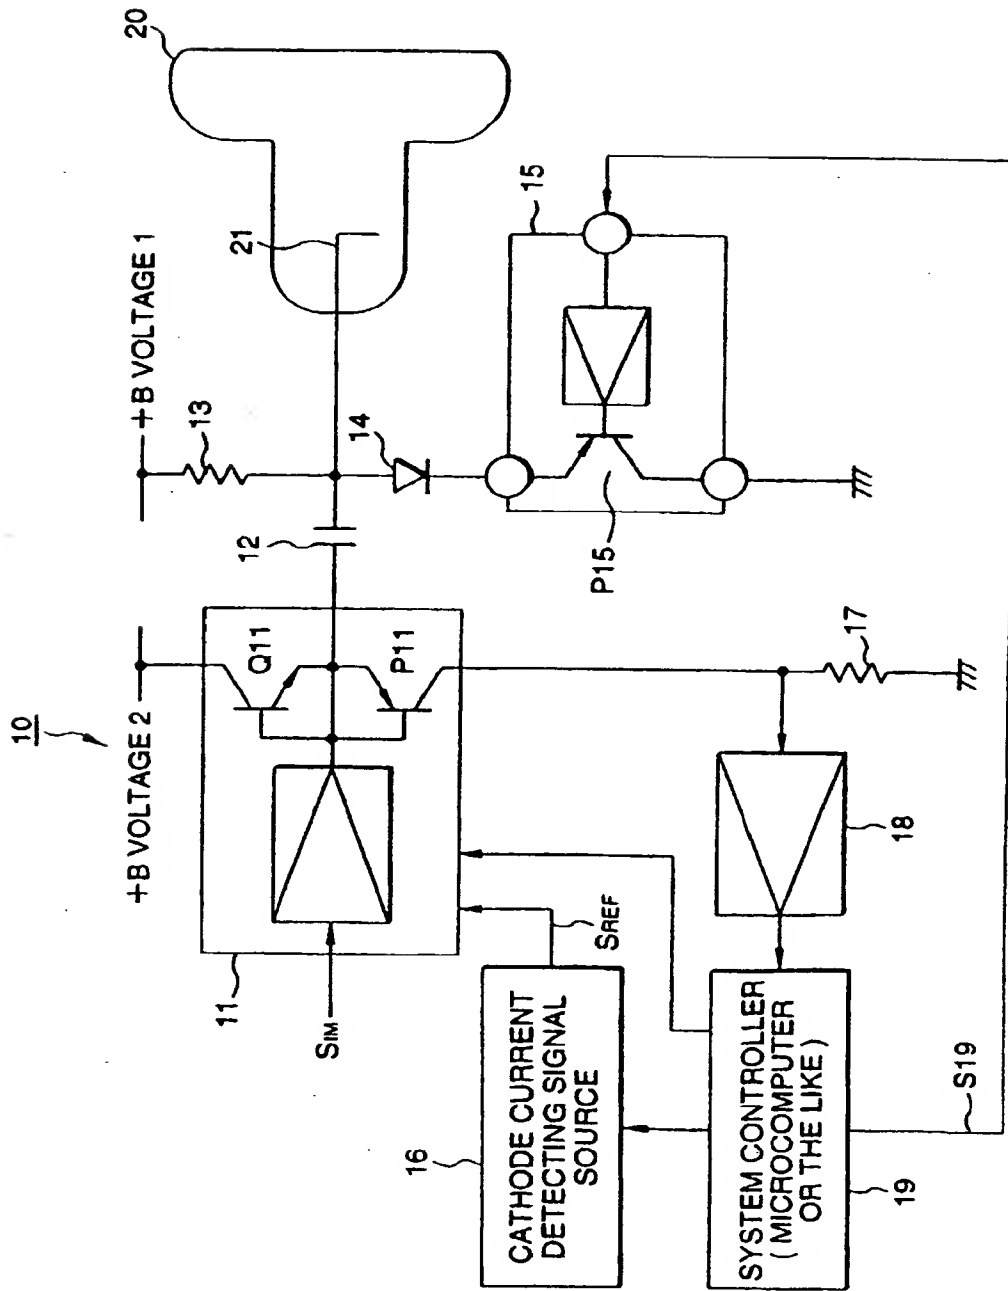 10
+B VOLTAGE 2
+B VOLTAGE 1
20
13
21
12
14
15
Q11
P11
P15
11
SIM
17
SREF
18
16
CATHODE CURRENT
DETECTING SIGNAL
SOURCE
SYSTEM CONTROLLER
( MICROCOMPUTER
OR THE LIKE )
19
S19